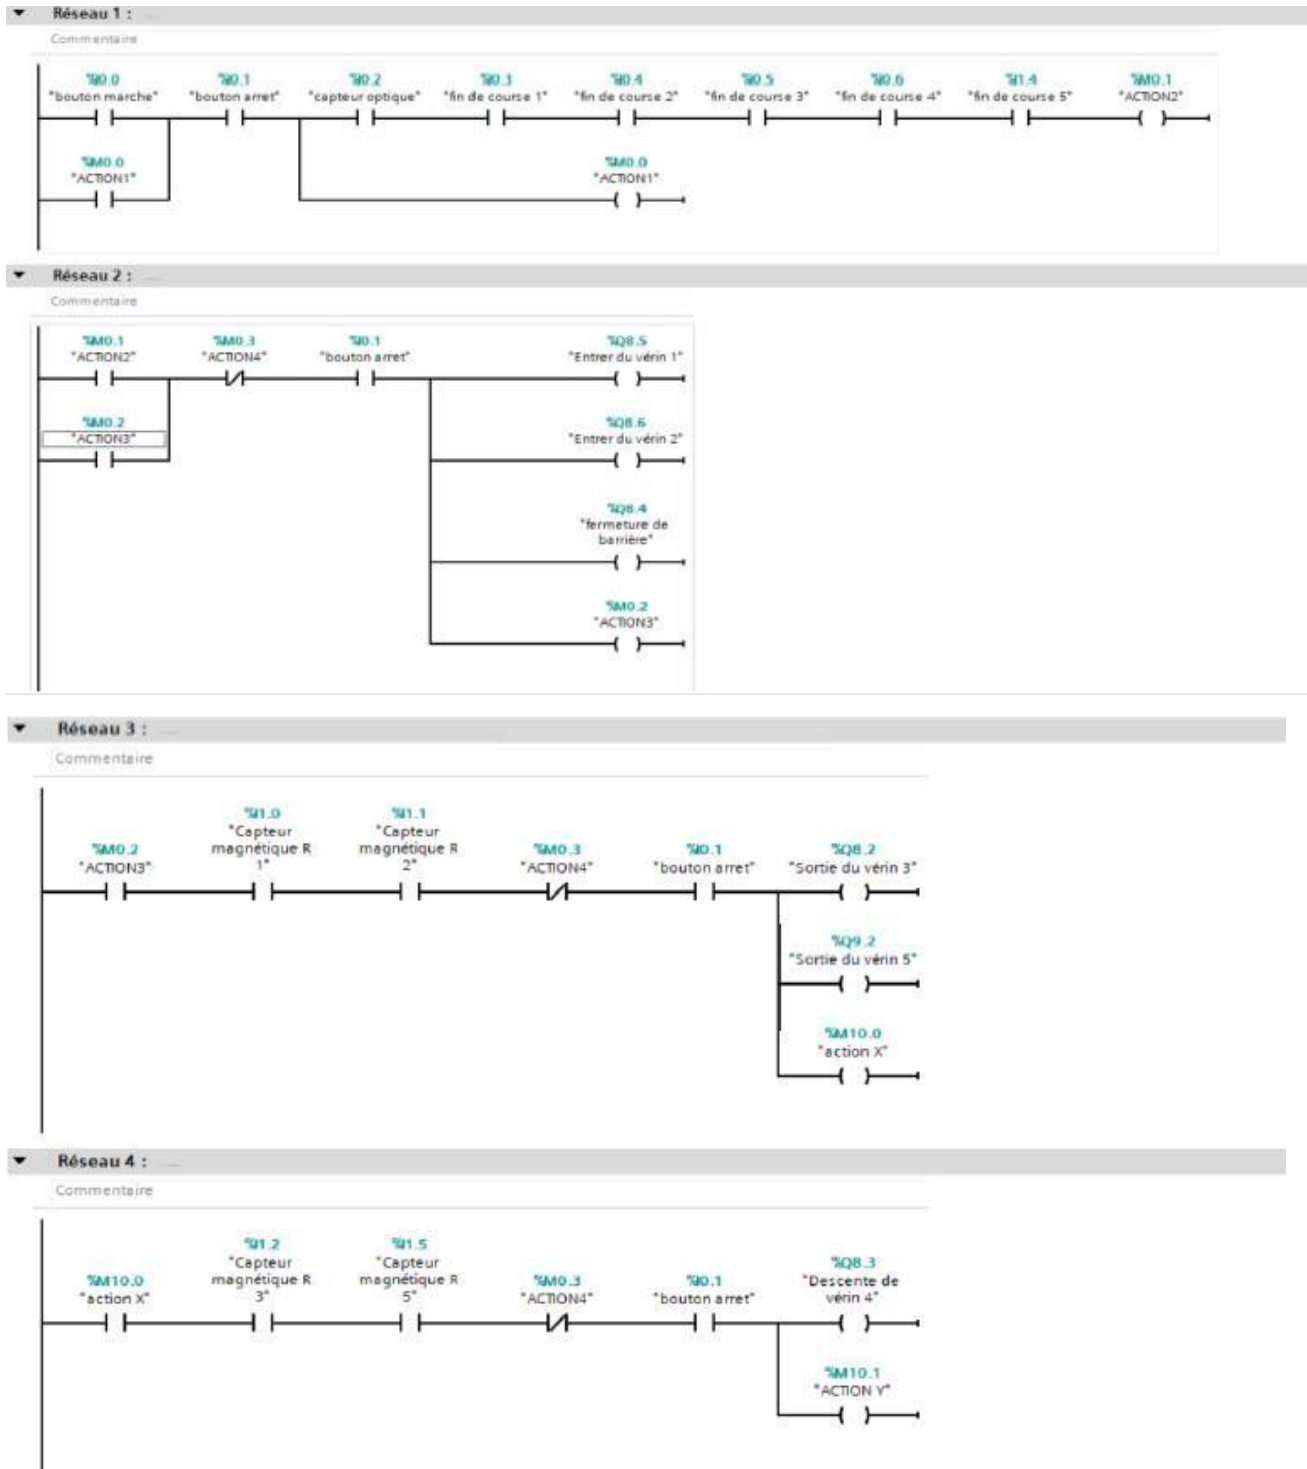 Réseau 1 :
Commentaire
%I0.0 %I0.1 %I0.2 %I0.3 %I0.4 %I0.5 %I0.6 %I1.4 %M0.1
"bouton marche" "bouton arret" "capteur optique" "fin de course 1" "fin de course 2" "fin de course 3" "fin de course 4" "fin de course 5" "ACTION2"
%M0.0 %M0.0
"ACTION1" "ACTION1"
Réseau 2 :
Commentaire
%M0.1 %M0.3 %I0.1 %Q8.5
"ACTION2" "ACTION4" "bouton arret" "Entrer du vérin 1"
%M0.2 %Q8.6
"ACTION3" "Entrer du vérin 2"
%Q8.4
"fermeture de
barrière"
%M0.2
"ACTION3"
Réseau 3 :
Commentaire
%I1.0 %I1.1
"Capteur "Capteur
%M0.2 magnétique R magnétique R %M0.3 %I0.1 %Q8.2
"ACTION3" 1" 2" "ACTION4" "bouton arret" "Sortie du vérin 3"
%Q9.2
"Sortie du vérin 5"
%M10.0
"action X"
Réseau 4 :
Commentaire
%I1.2 %I1.5
"Capteur "Capteur %Q8.3
%M10.0 magnétique R magnétique R %M0.3 %I0.1 "Descente de
"action X" 3" 5" "ACTION4" "bouton arret" vérin 4"
%M10.1
"ACTION Y"